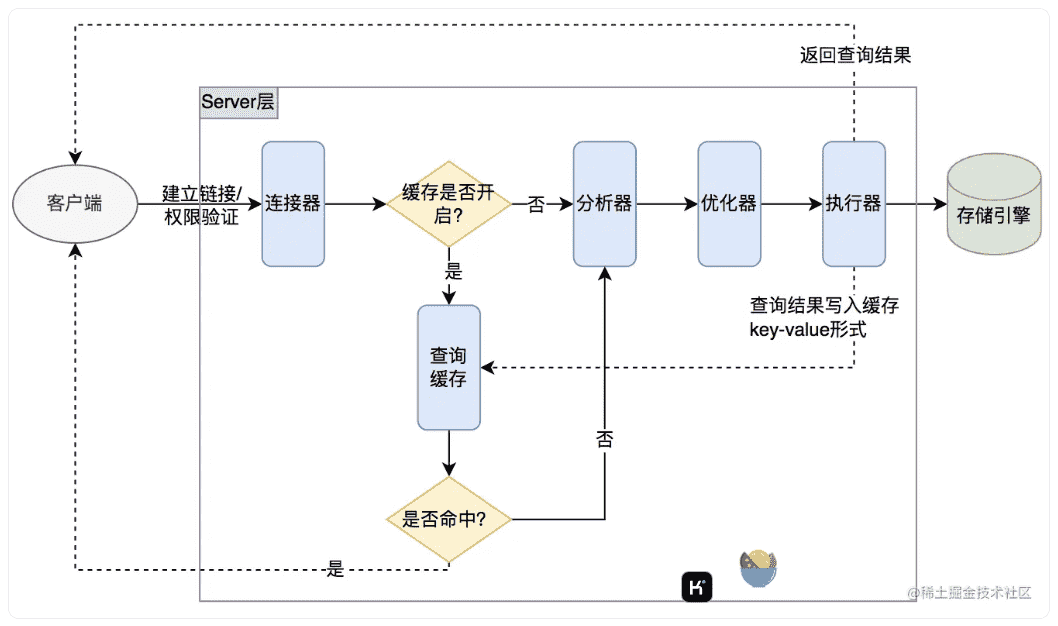 返回查询结果
Server层
客户端
建立链接/
权限验证
连接器
缓存是否开
启?
否
分析器
优化器
执行器
存储引擎
是
查询结果写入缓存
key-value形式
查询
缓存
否
是否命中?
是
K
@稀土掘金技术社区